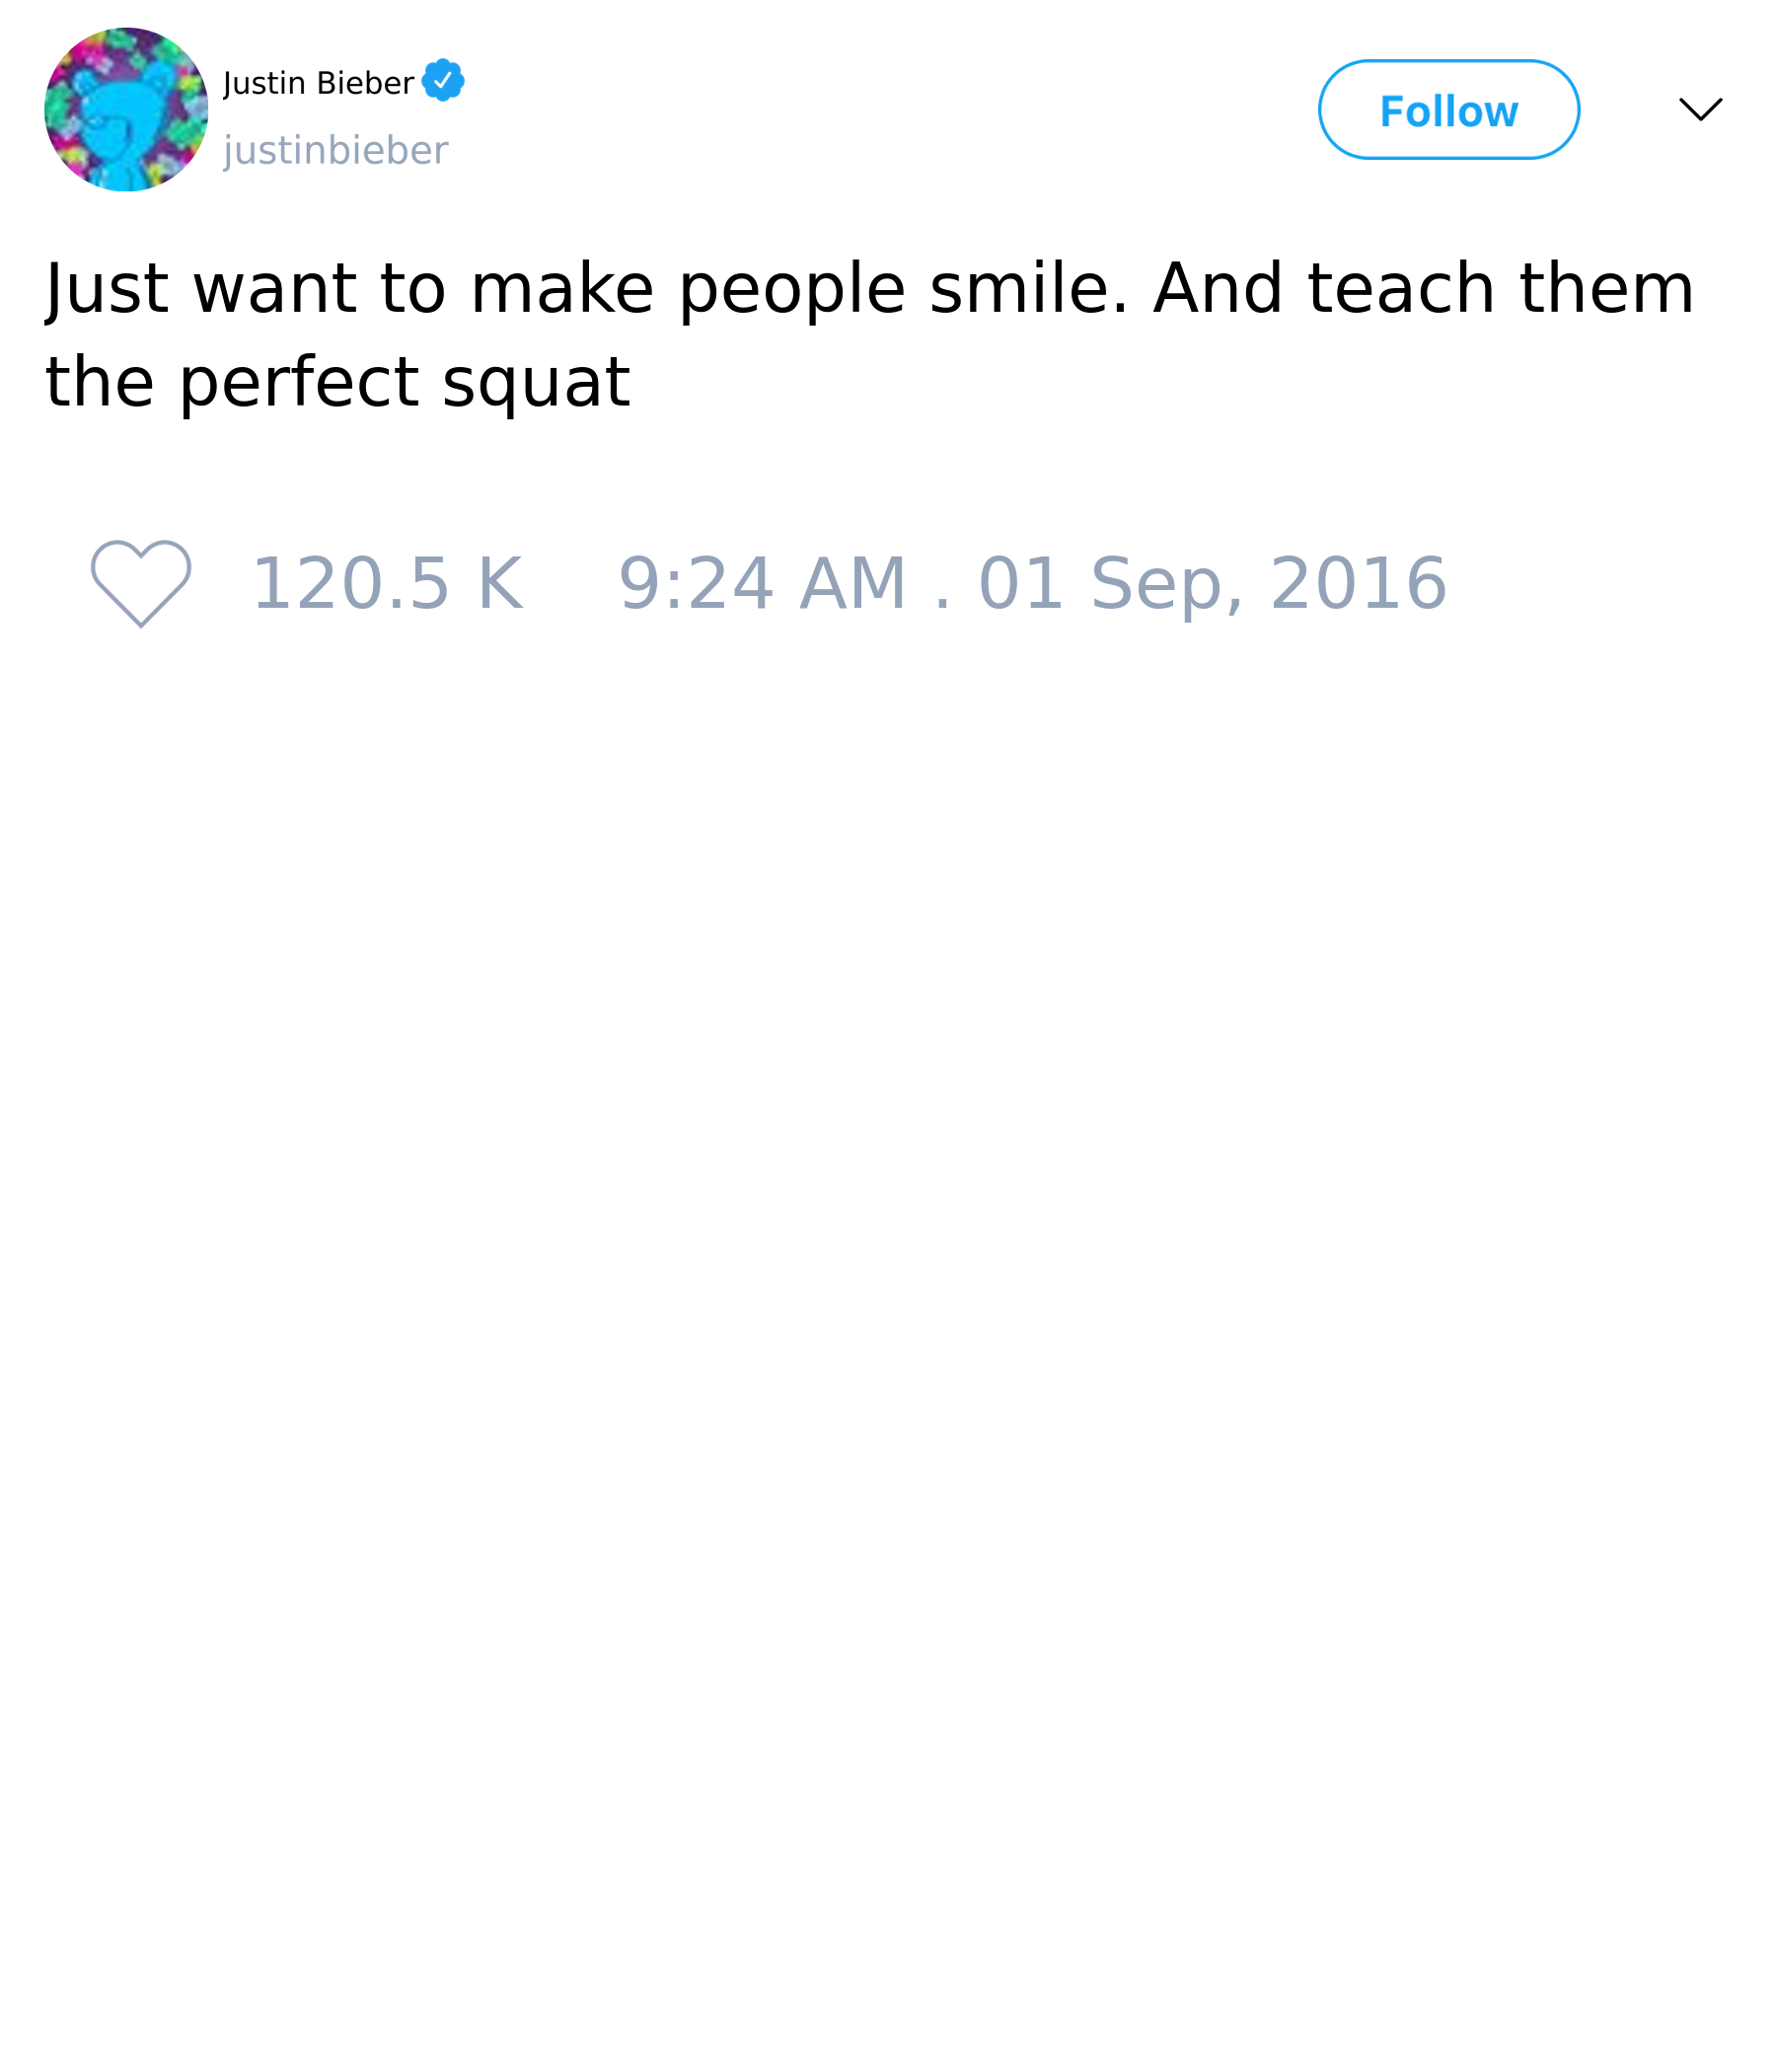 Justin Bieber
justinbieber
Follow
Just want to make people smile. And teach them
the perfect squat
120.5 K 9:24 AM . 01 Sep, 2016